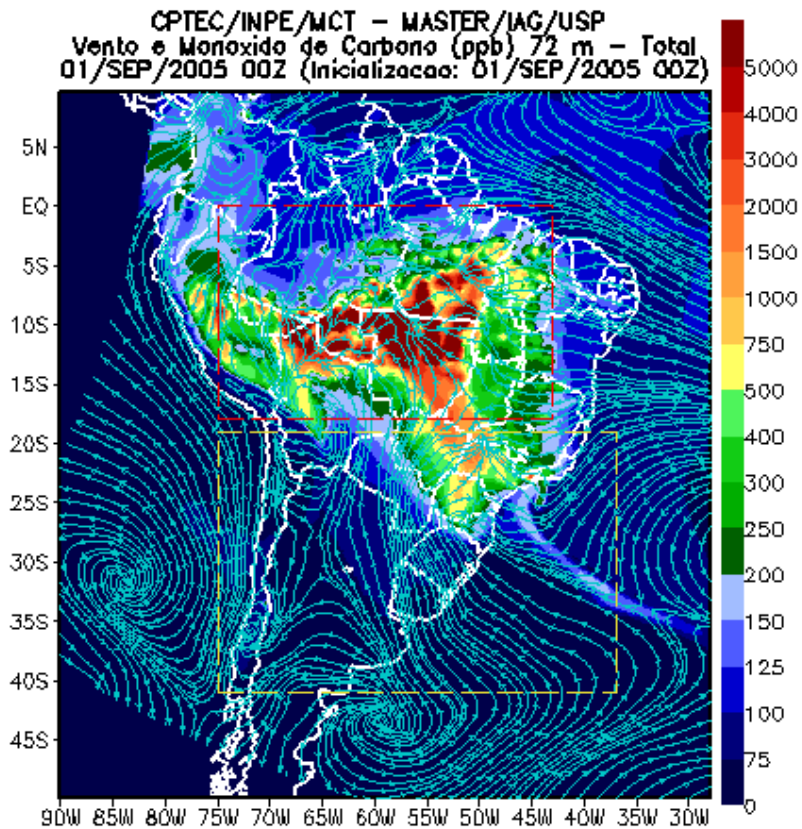 CPTEC/INPE/MCT - MASTER/IAG/USP
Vento e Monoxido de Carbono (ppb) 72 m - Total
01/SEP/2005 00Z (Inicializacao: 01/SEP/2005 00Z)
5N
EQ
5S
10S
15S
20S
25S
30S
35S
40S
45S
90W 85W 80W 75W 70W 65W 60W 55W 50W 45W 40W 35W 30W
5000
4000
3000
2000
1500
1000
750
500
400
300
250
200
150
125
100
75
0